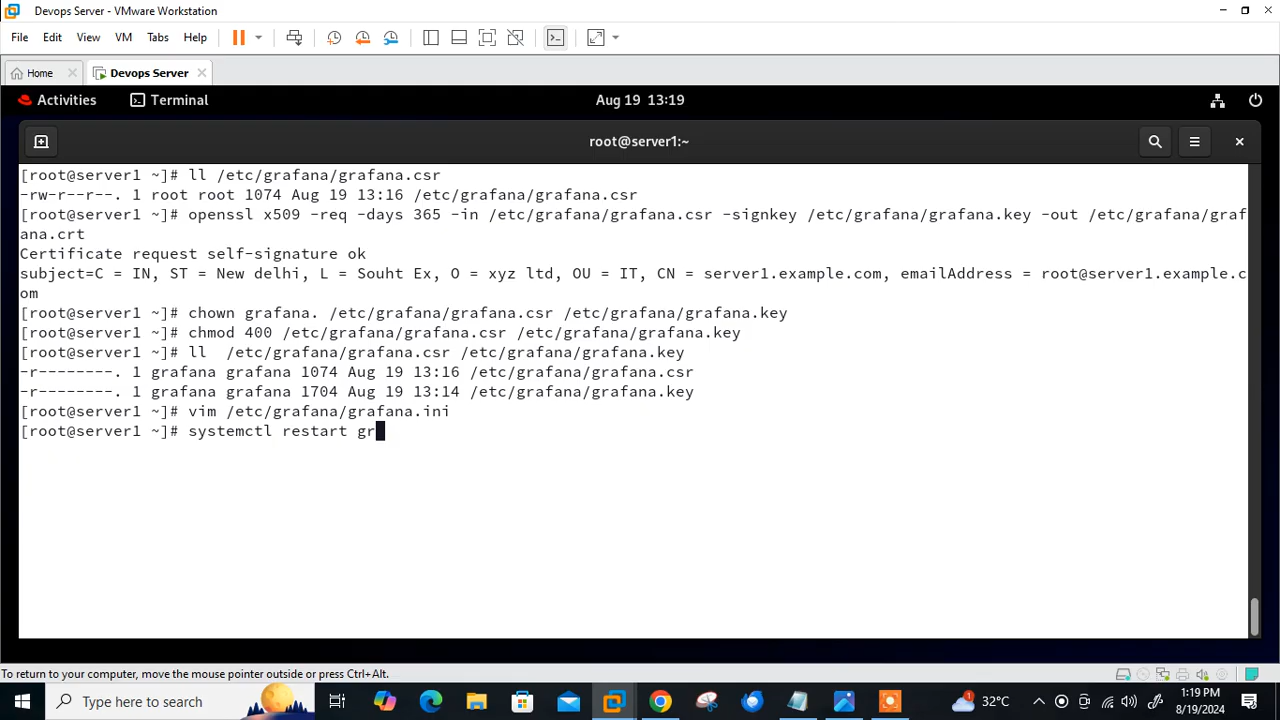 Devops Server - VMware Workstation
File Edit View VM Tabs Help
Home Devops Server
Activities Terminal Aug 19 13:19
root@server1:~
[root@server1 ~]# ll /etc/grafana/grafana.csr
-rw-r--r--. 1 root root 1074 Aug 19 13:16 /etc/grafana/grafana.csr
[root@server1 ~]# openssl x509 -req -days 365 -in /etc/grafana/grafana.csr -signkey /etc/grafana/grafana.key -out /etc/grafana/graf
ana.crt
Certificate request self-signature ok
subject=C = IN, ST = New delhi, L = Souht Ex, O = xyz ltd, OU = IT, CN = server1.example.com, emailAddress = root@server1.example.c
om
[root@server1 ~]# chown grafana. /etc/grafana/grafana.csr /etc/grafana/grafana.key
[root@server1 ~]# chmod 400 /etc/grafana/grafana.csr /etc/grafana/grafana.key
[root@server1 ~]# ll  /etc/grafana/grafana.csr /etc/grafana/grafana.key
-r--------. 1 grafana grafana 1074 Aug 19 13:16 /etc/grafana/grafana.csr
-r--------. 1 grafana grafana 1704 Aug 19 13:14 /etc/grafana/grafana.key
[root@server1 ~]# vim /etc/grafana/grafana.ini
[root@server1 ~]# systemctl restart gr
To return to your computer, move the mouse pointer outside or press Ctrl+Alt.
Type here to search 1 32°C 1:19 PM
8/19/2024